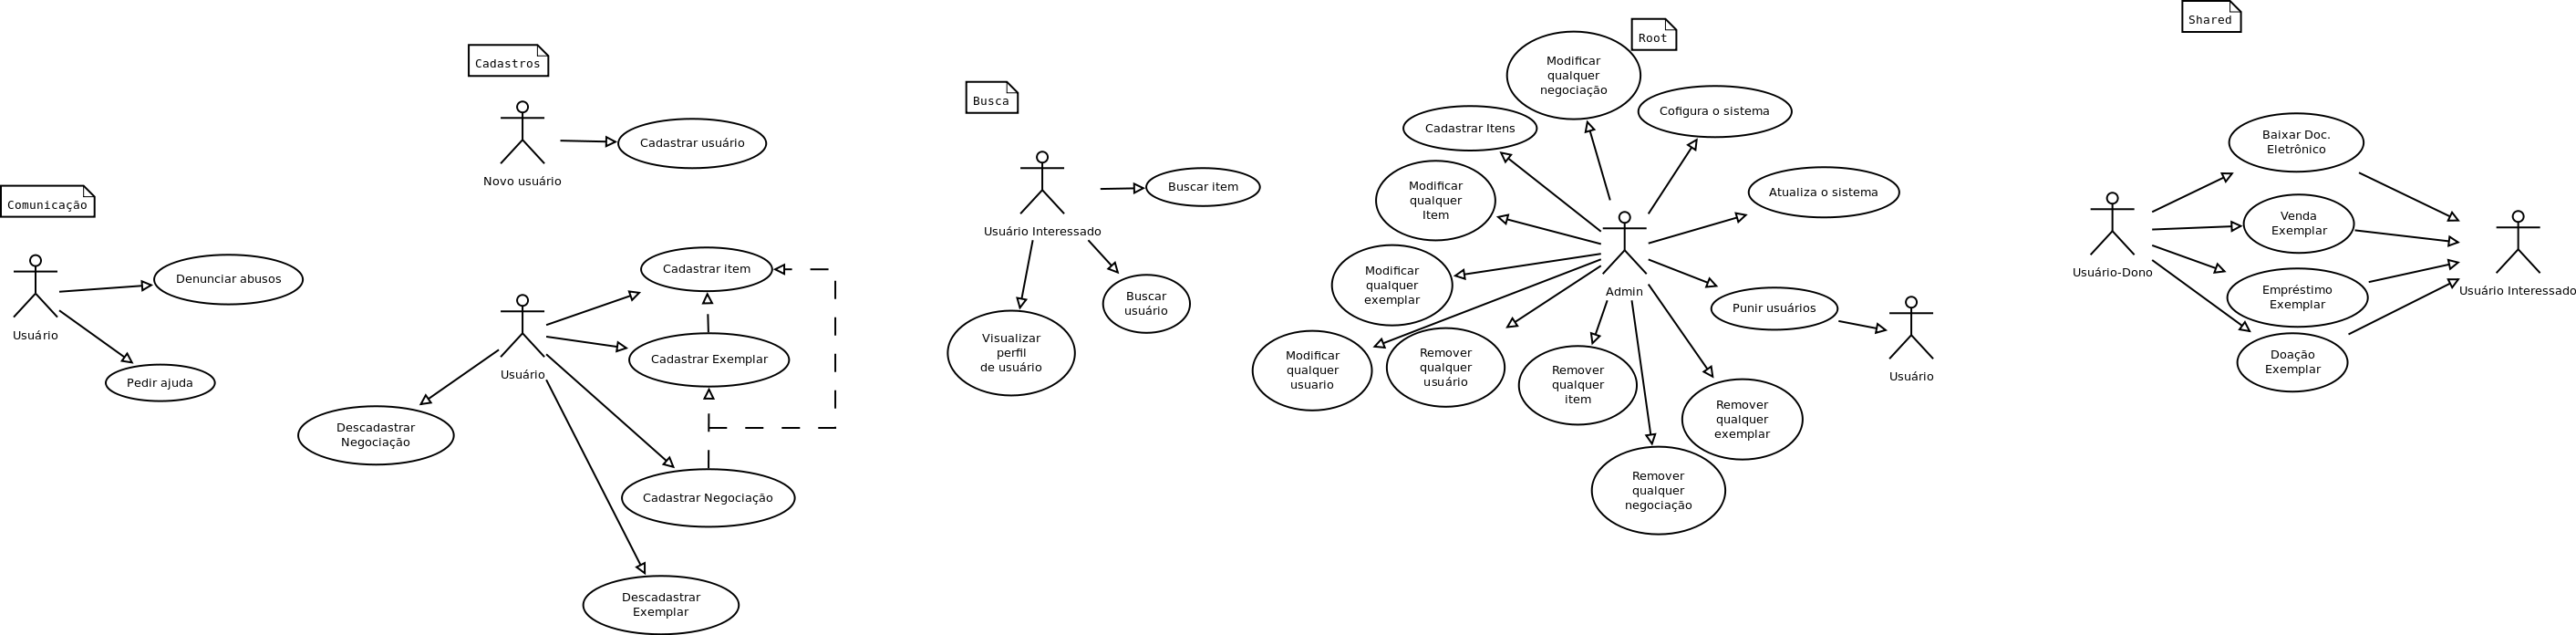 Comunicação
Usuário
Denunciar abusos
Pedir ajuda
Cadastros
Novo usuário
Cadastrar usuário
Usuário
Cadastrar item
Cadastrar Exemplar
Cadastrar Negociação
Descadastrar
Negociação
Descadastrar
Exemplar
Busca
Usuário Interessado
Buscar item
Buscar
usuário
Visualizar
perfil
de usuário
Root
Modificar
qualquer
negociação
Cofigura o sistema
Cadastrar Itens
Modificar
qualquer
Item
Atualiza o sistema
Modificar
qualquer
exemplar
Admin
Punir usuários
Usuário
Modificar
qualquer
usuario
Remover
qualquer
usuário
Remover
qualquer
item
Remover
qualquer
exemplar
Remover
qualquer
negociação
Shared
Usuário-Dono
Baixar Doc.
Eletrônico
Venda
Exemplar
Empréstimo
Exemplar
Doação
Exemplar
Usuário Interessado